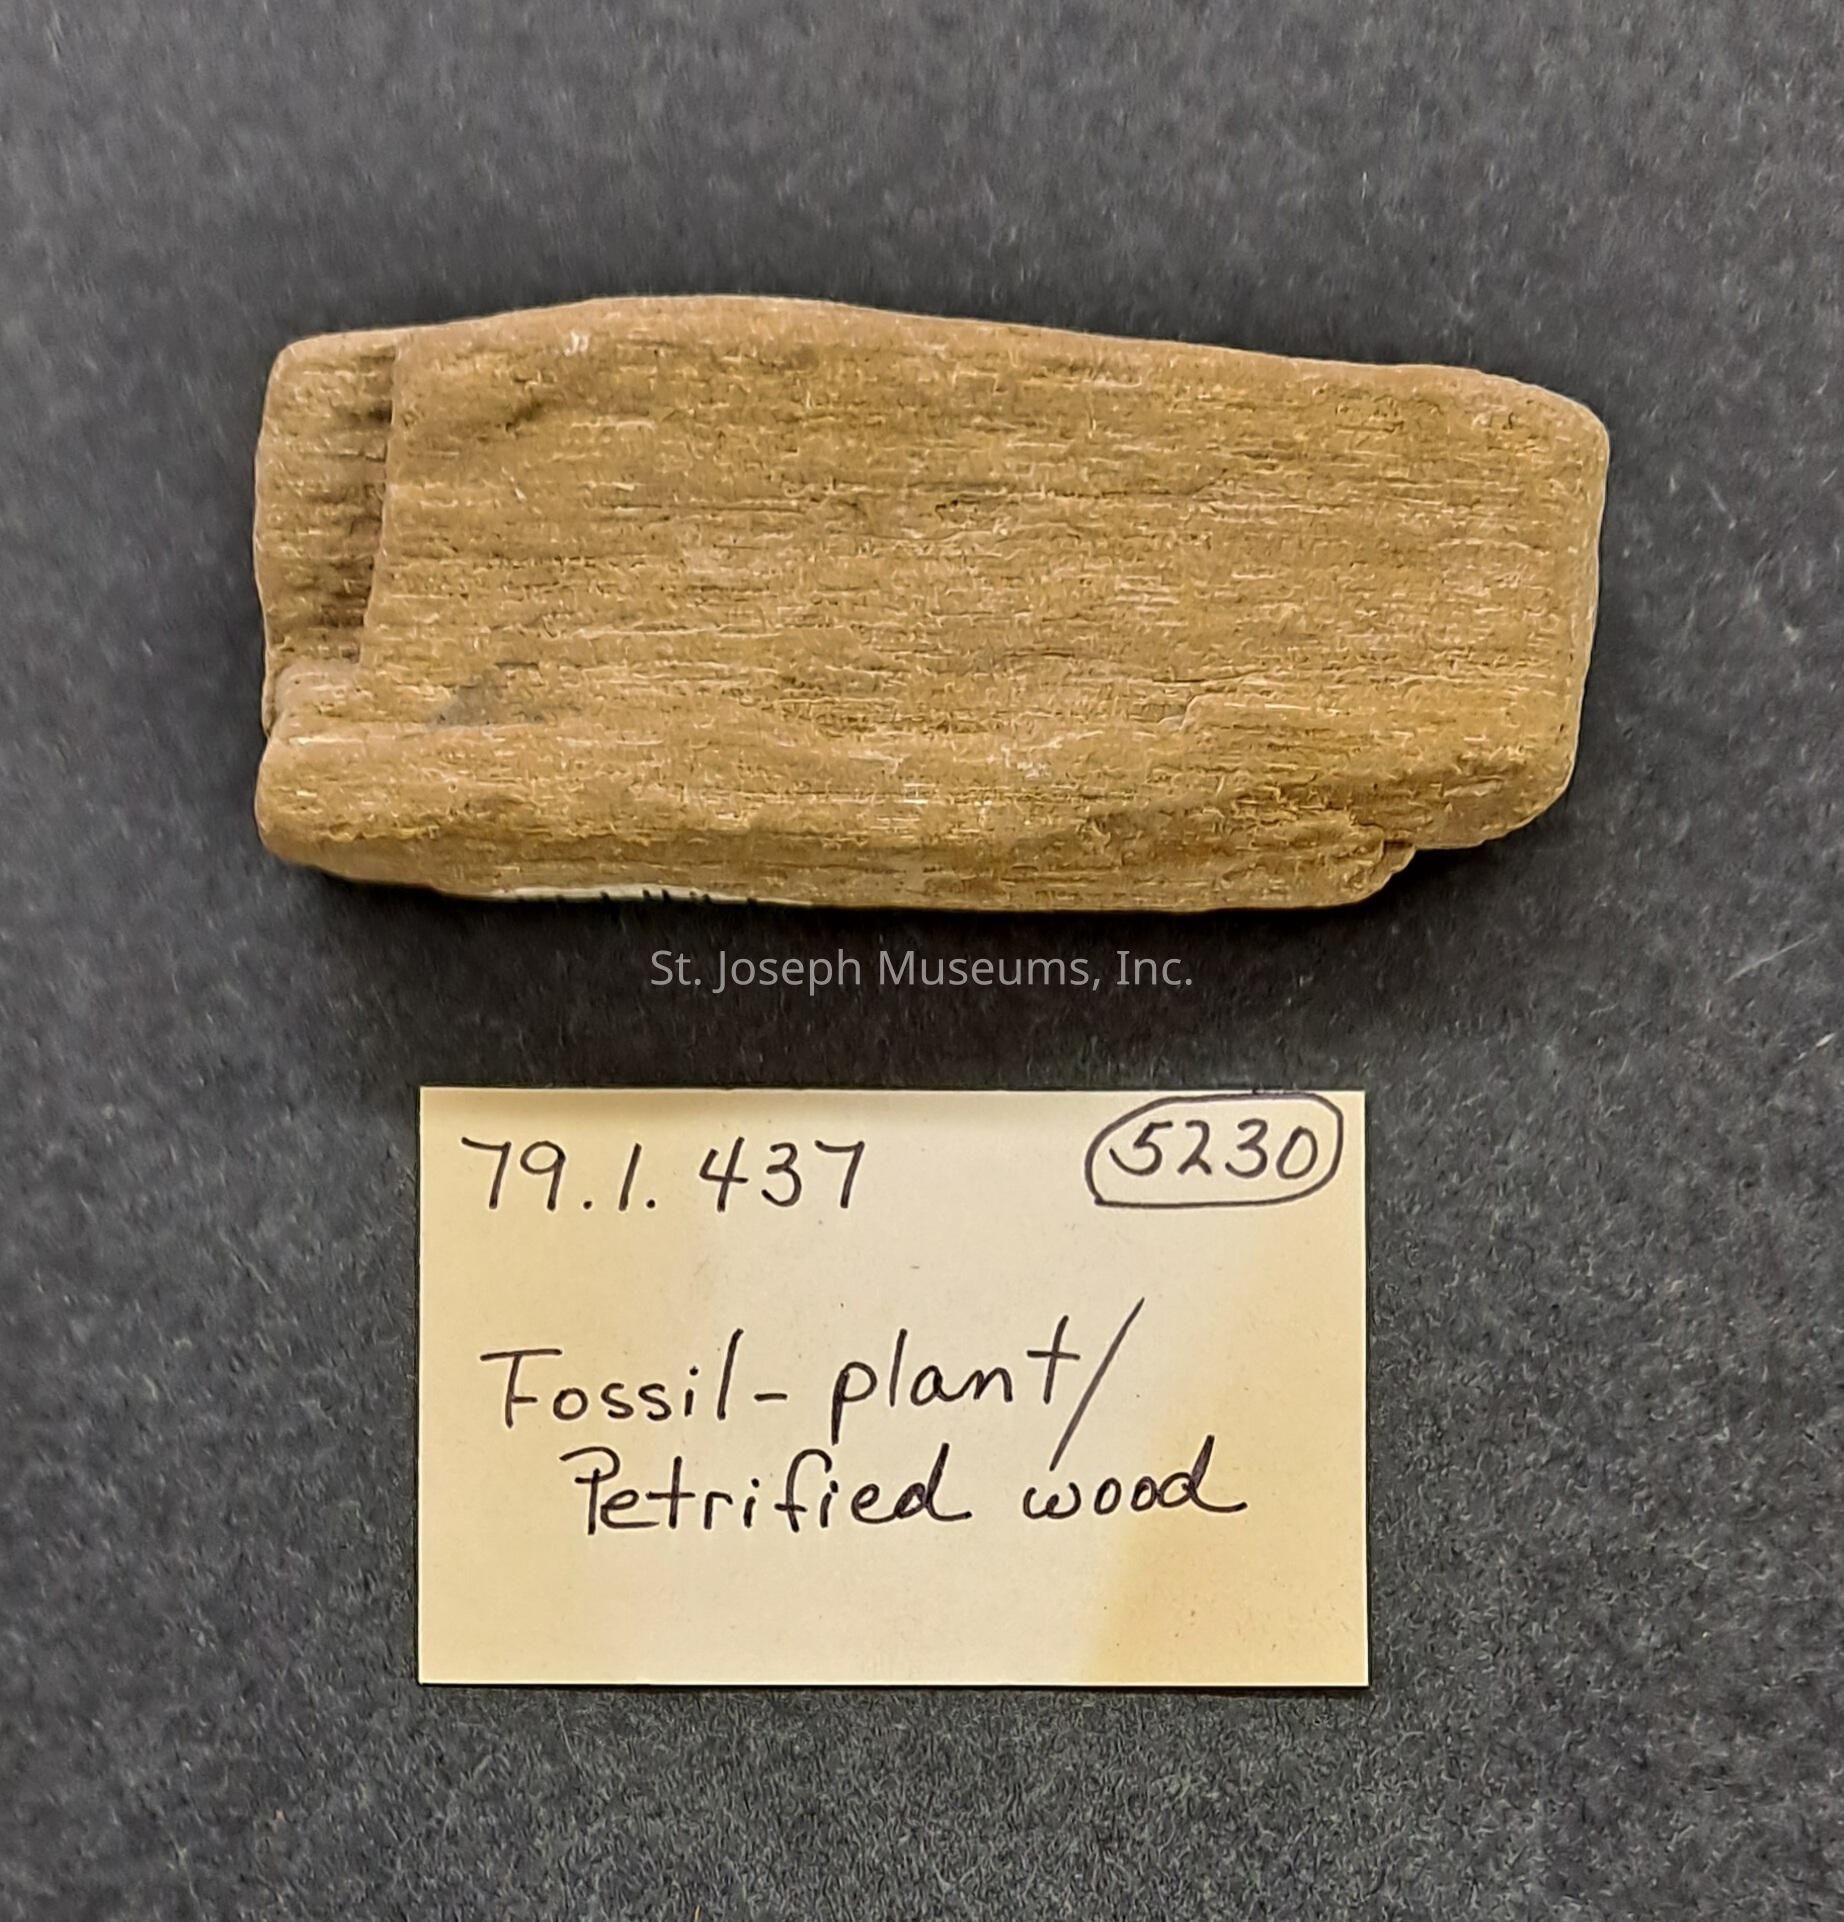 St. Joseph Museums, Inc.
79.1.437 5230
Fossil- plant/
Petrified wood